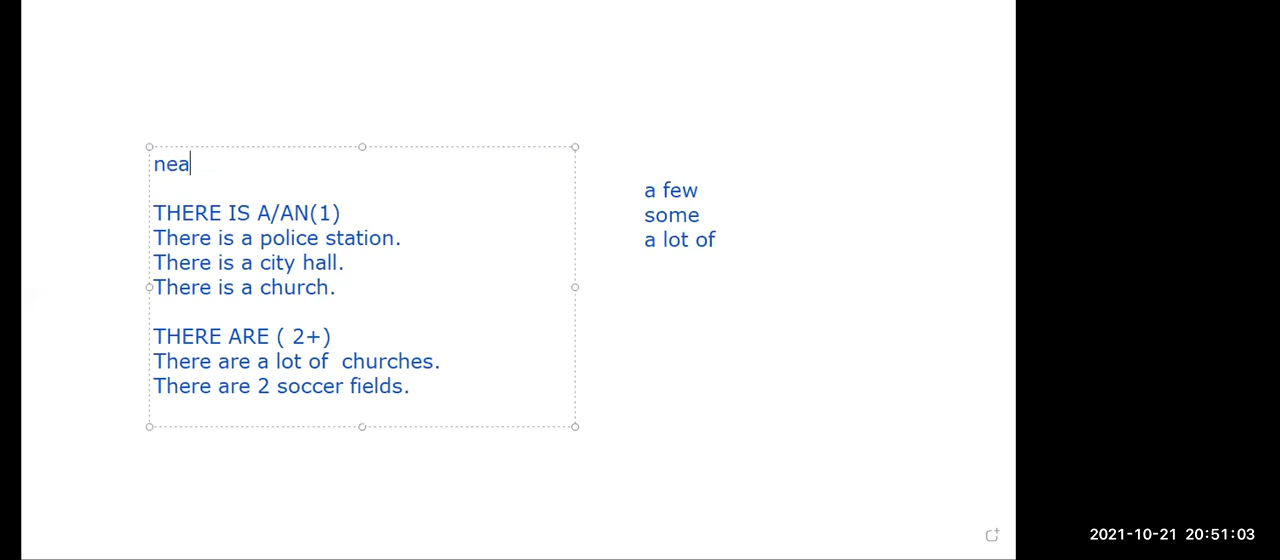 nea
THERE IS A/AN(1)
There is a police station.
There is a city hall.
There is a church.
THERE ARE ( 2+)
There are a lot of  churches.
There are 2 soccer fields.
a few
some
a lot of
2021-10-21 20:51:03